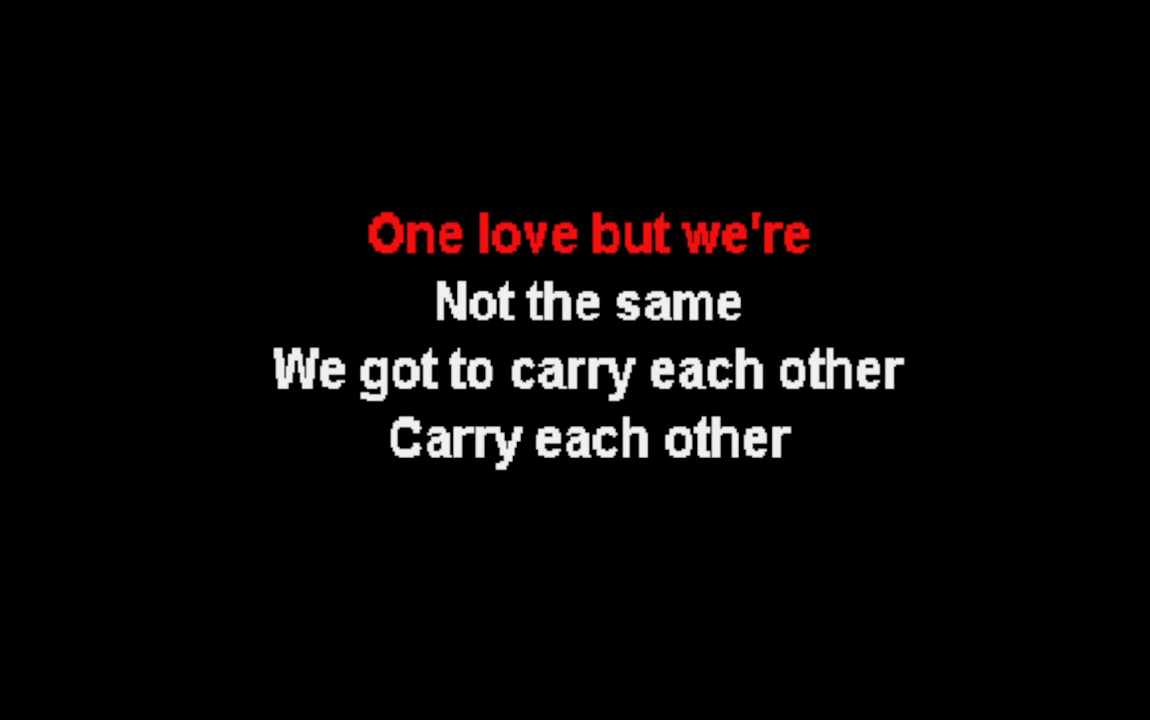 One love but we're
Not the same
We got to carry each other
Carry each other